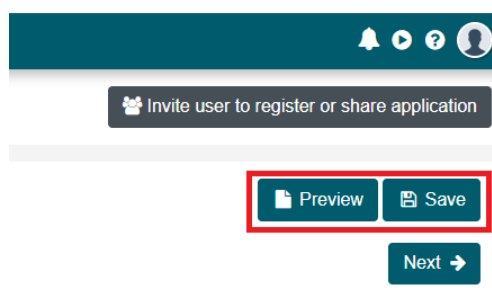 Invite user to register or share application
Preview Save
Next